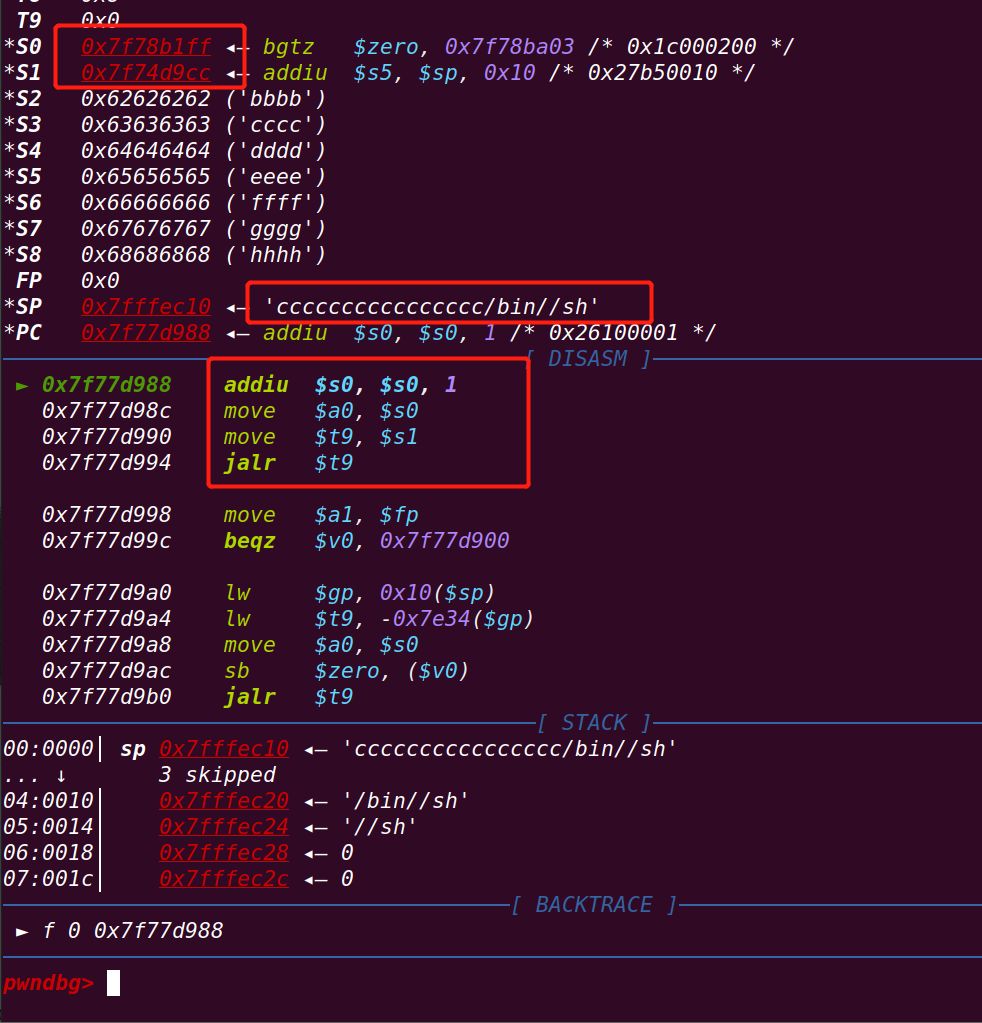 T9 0x0
*S0 0x7f78b1ff ◂— bgtz $zero, 0x7f78ba03 /* 0x1c000200 */
*S1 0x7f74d9cc ◂— addiu $s5, $sp, 0x10 /* 0x27b50010 */
*S2 0x62626262 ('bbbb')
*S3 0x63636363 ('cccc')
*S4 0x64646464 ('dddd')
*S5 0x65656565 ('eeee')
*S6 0x66666666 ('ffff')
*S7 0x67676767 ('gggg')
*S8 0x68686868 ('hhhh')
FP 0x0
*SP 0x7fffec10 ◂— 'cccccccccccccccc/bin//sh'
*PC 0x7f77d988 ◂— addiu $s0, $s0, 1 /* 0x26100001 */
[ DISASM ]
► 0x7f77d988 addiu $s0, $s0, 1
0x7f77d98c move $a0, $s0
0x7f77d990 move $t9, $s1
0x7f77d994 jalr $t9
0x7f77d998 move $a1, $fp
0x7f77d99c beqz $v0, 0x7f77d900
0x7f77d9a0 lw $gp, 0x10($sp)
0x7f77d9a4 lw $t9, -0x7e34($gp)
0x7f77d9a8 move $a0, $s0
0x7f77d9ac sb $zero, ($v0)
0x7f77d9b0 jalr $t9
[ STACK ]
00:0000│ sp 0x7fffec10 ◂— 'cccccccccccccccc/bin//sh'
... ↓ 3 skipped
04:0010│ 0x7fffec20 ◂— '/bin//sh'
05:0014│ 0x7fffec24 ◂— '//sh'
06:0018│ 0x7fffec28 ◂— 0
07:001c│ 0x7fffec2c ◂— 0
[ BACKTRACE ]
► f 0 0x7f77d988
pwndbg>